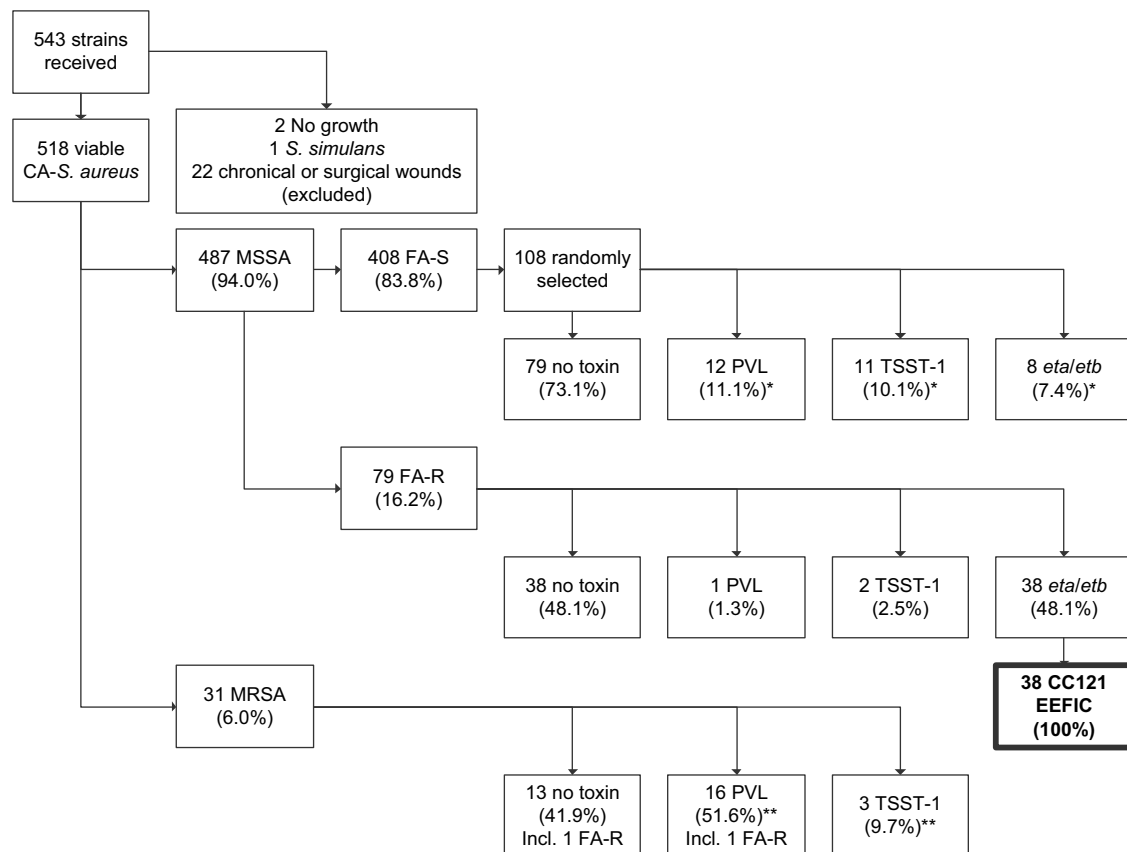 543 strains
received
518 viable
CA-S. aureus
2 No growth
1 S. simulans
22 chronical or surgical wounds
(excluded)
487 MSSA
(94.0%)
408 FA-S
(83.8%)
108 randomly
selected
79 no toxin
(73.1%)
12 PVL
(11.1%)*
11 TSST-1
(10.1%)*
8 eta/etb
(7.4%)*
79 FA-R
(16.2%)
38 no toxin
(48.1%)
1 PVL
(1.3%)
2 TSST-1
(2.5%)
38 eta/etb
(48.1%)
38 CC121
EEFIC
(100%)
31 MRSA
(6.0%)
13 no toxin
(41.9%)
Incl. 1 FA-R
16 PVL
(51.6%)**
Incl. 1 FA-R
3 TSST-1
(9.7%)**